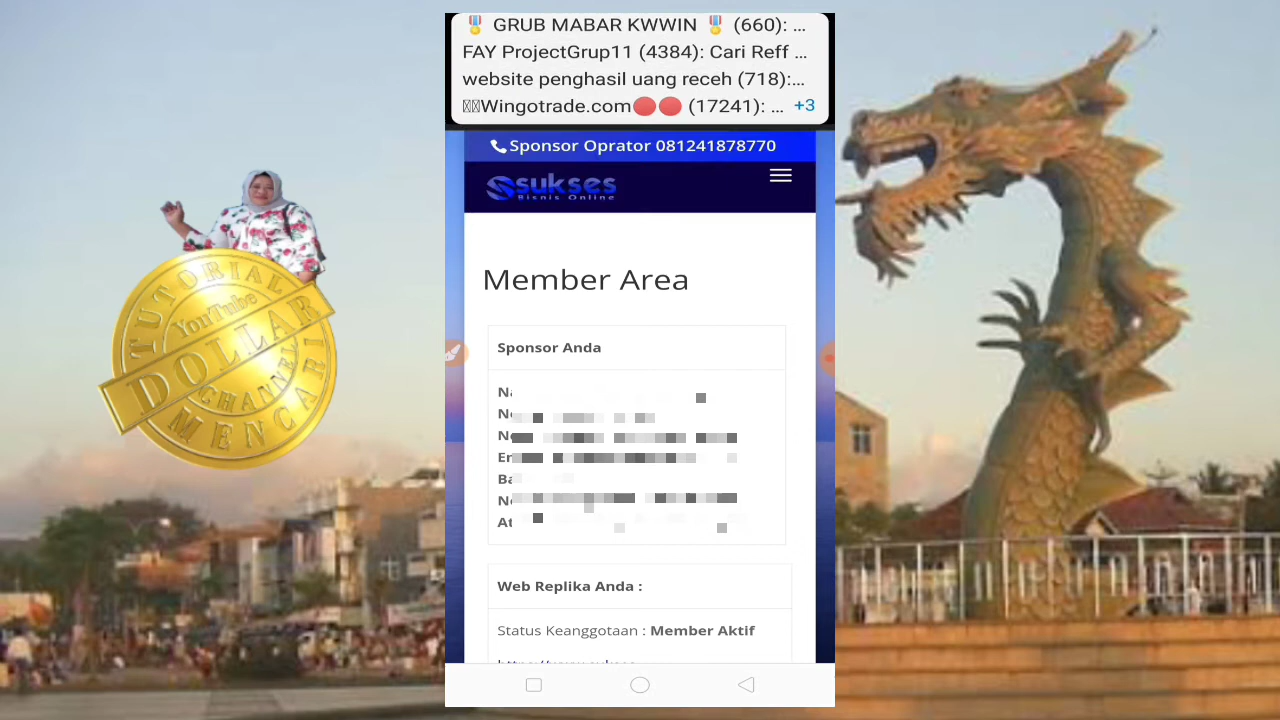 🎖 GRUB MABAR KWWIN 🎖 (660): ...
FAY ProjectGrup11 (4384): Cari Reff ...
website penghasil uang receh (718):...
Wingotrade.com🔴🔴 (17241): ... +3
Sponsor Oprator 081241878770
sukses
Bisnis Online
Member Area
Sponsor Anda
Web Replika Anda :
Status Keanggotaan : Member Aktif
TUTORIAL
YouTube
DOLLAR
CHANNEL
MENCARI